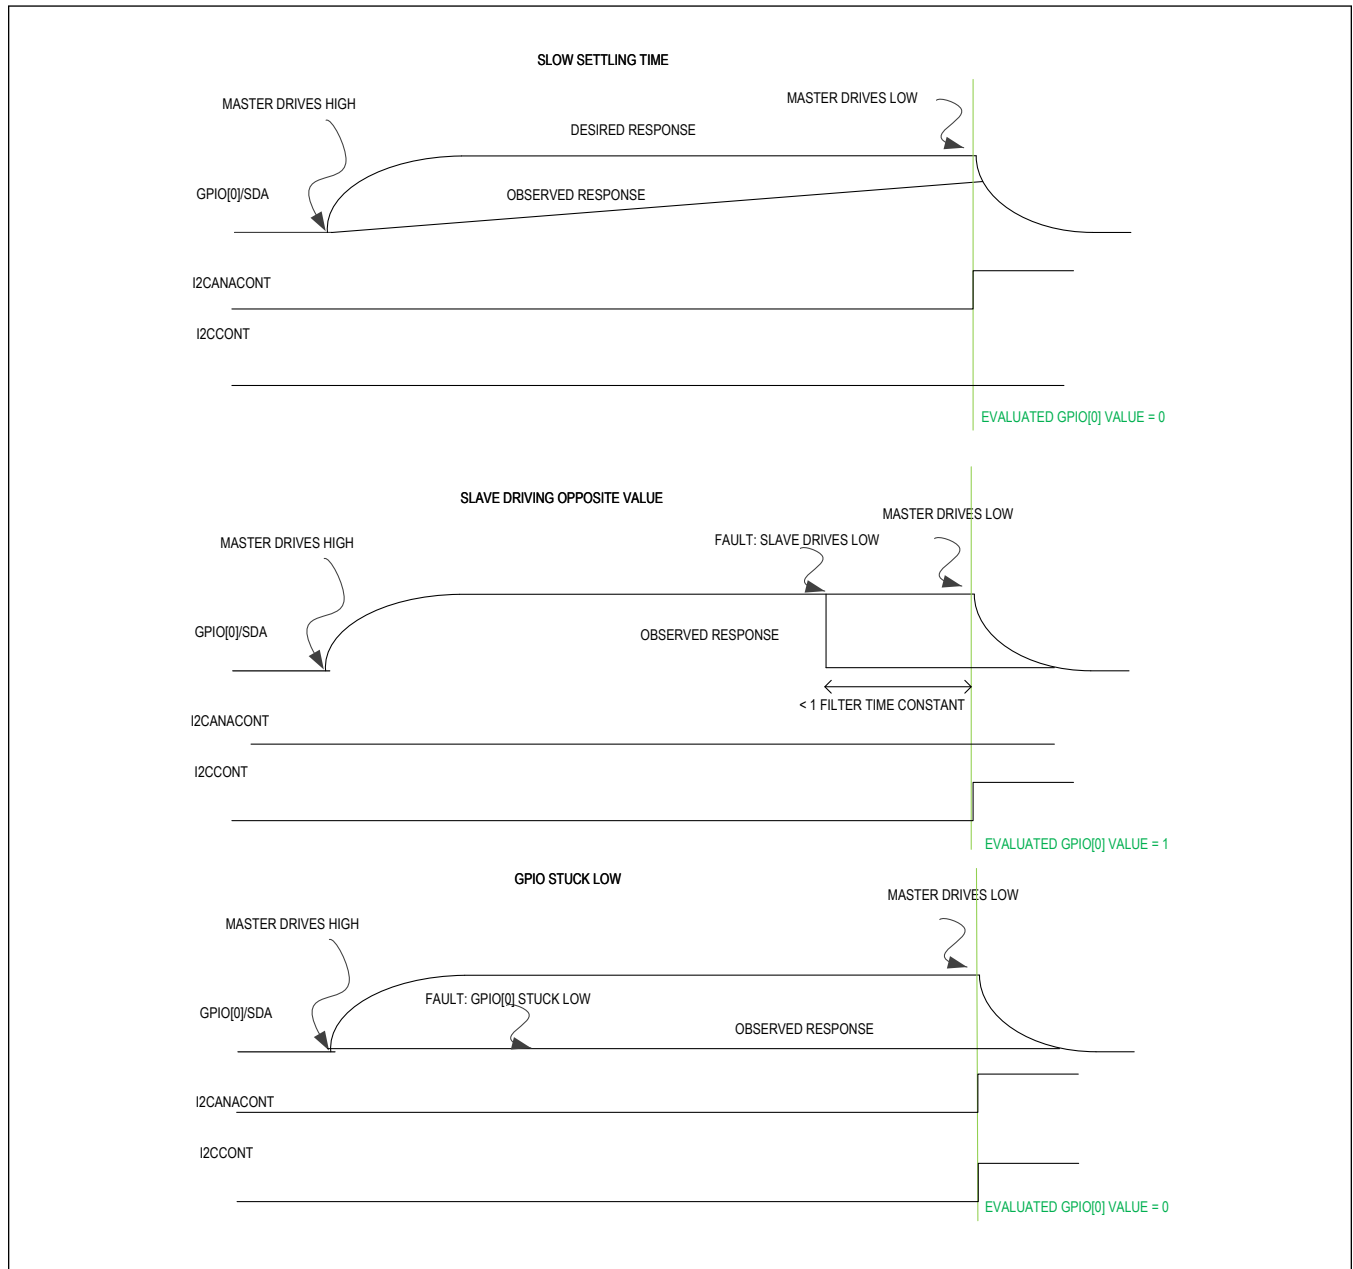 SLOW SETTLING TIME
MASTER DRIVES HIGH
MASTER DRIVES LOW
DESIRED RESPONSE
GPIO[0]/SDA
OBSERVED RESPONSE
I2CANACONT
I2CCONT
EVALUATED GPIO[0] VALUE = 0
SLAVE DRIVING OPPOSITE VALUE
MASTER DRIVES LOW
MASTER DRIVES HIGH
FAULT: SLAVE DRIVES LOW
GPIO[0]/SDA
OBSERVED RESPONSE
< 1 FILTER TIME CONSTANT
I2CANACONT
I2CCONT
EVALUATED GPIO[0] VALUE = 1
GPIO STUCK LOW
MASTER DRIVES LOW
MASTER DRIVES HIGH
FAULT: GPIO[0] STUCK LOW
GPIO[0]/SDA
OBSERVED RESPONSE
I2CANACONT
I2CCONT
EVALUATED GPIO[0] VALUE = 0